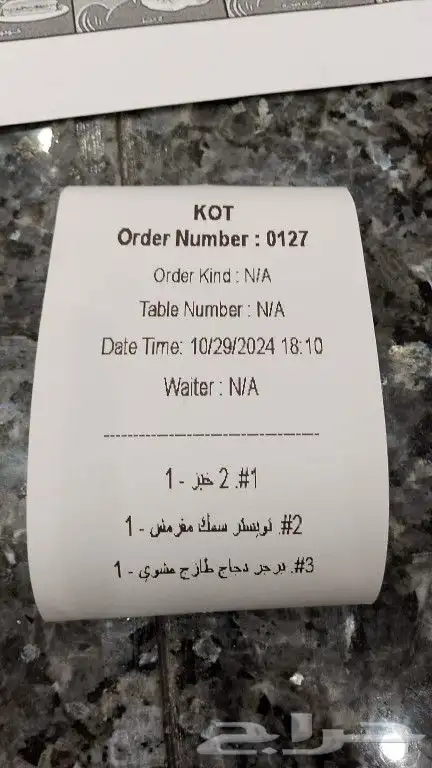 KOT
Order Number : 0127
Order Kind : N/A
Table Number : N/A
Date Time: 10/29/2024 18:10
Waiter : N/A
--------------------------------------
#1. 2 خبز - 1
#2. تويستر سمك مقرمش - 1
#3. برجر دجاج طازج مشوي - 1
حراج